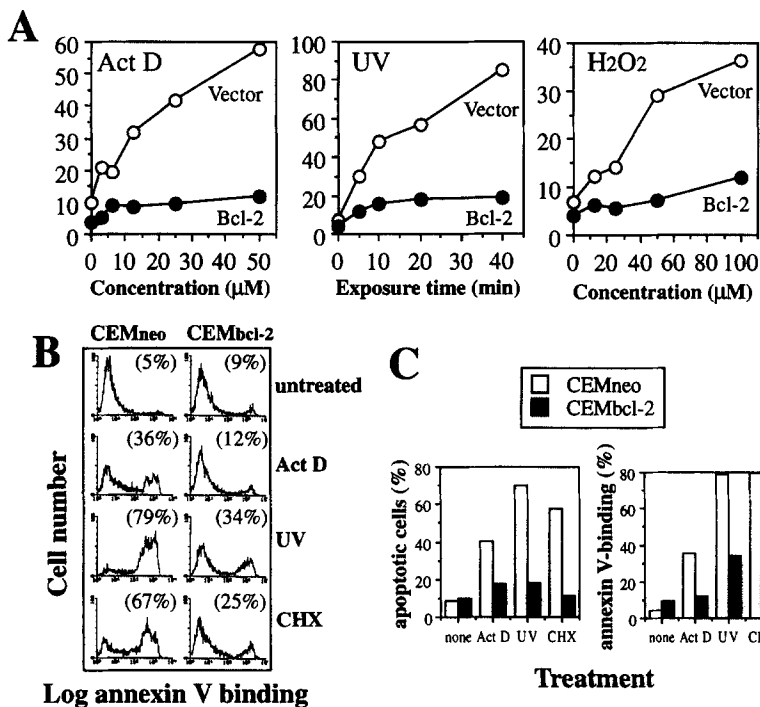 A
Act D
60
50
40
30
20
10
0
Vector
Bcl-2
0 10 20 30 40 50
Concentration (µM)
UV
100
80
60
40
20
0
Vector
Bcl-2
0 10 20 30 40
Exposure time (min)
H2O2
40
30
20
10
0
Vector
Bcl-2
0 20 40 60 80 100
Concentration (µM)
B
CEMneo CEMbcl-2
(5%) (9%)
untreated
(36%) (12%)
Act D
(79%) (34%)
UV
(67%) (25%)
CHX
Cell number
Log annexin V binding
C
CEMneo
CEMbcl-2
apoptotic cells (%)
80
60
40
20
0
none Act D UV CHX
annexin V-binding (%)
80
60
40
20
0
none Act D UV
Treatment